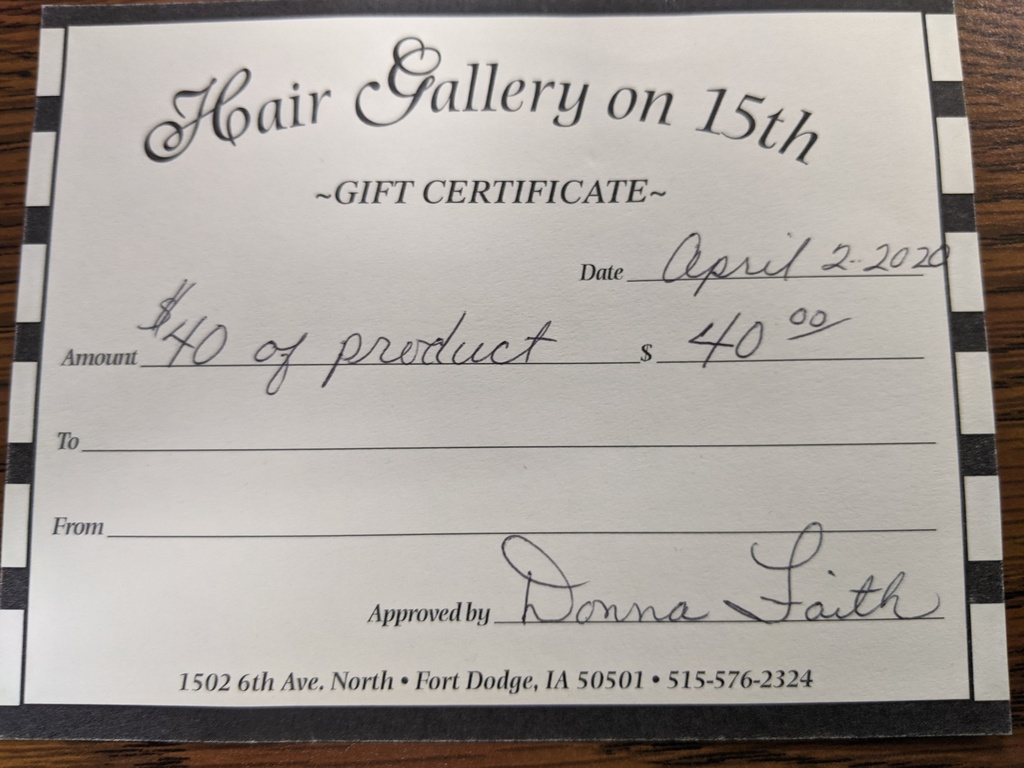 Hair Gallery on 15th
~GIFT CERTIFICATE~
Date April 2-2020
Amount $40 of product $ 40 00
To
From
Approved by Donna Faith
1502 6th Ave. North • Fort Dodge, IA 50501 • 515-576-2324